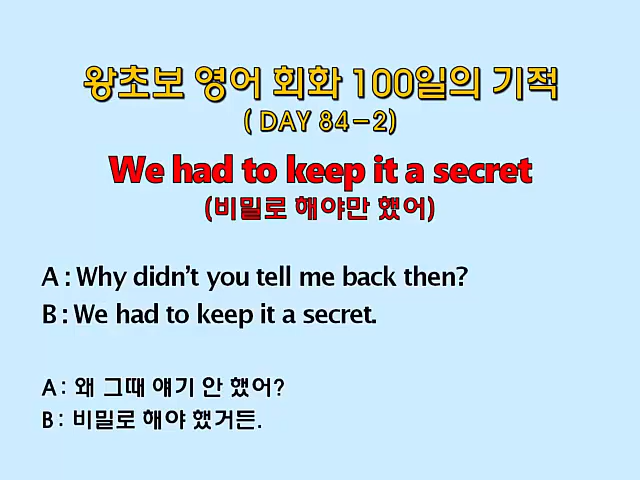 왕초보 영어 회화 100일의 기적
( DAY 84-2)
We had to keep it a secret
(비밀로 해야만 했어)
A : Why didn't you tell me back then?
B : We had to keep it a secret.
A : 왜 그때 얘기 안 했어?
B : 비밀로 해야 했거든.